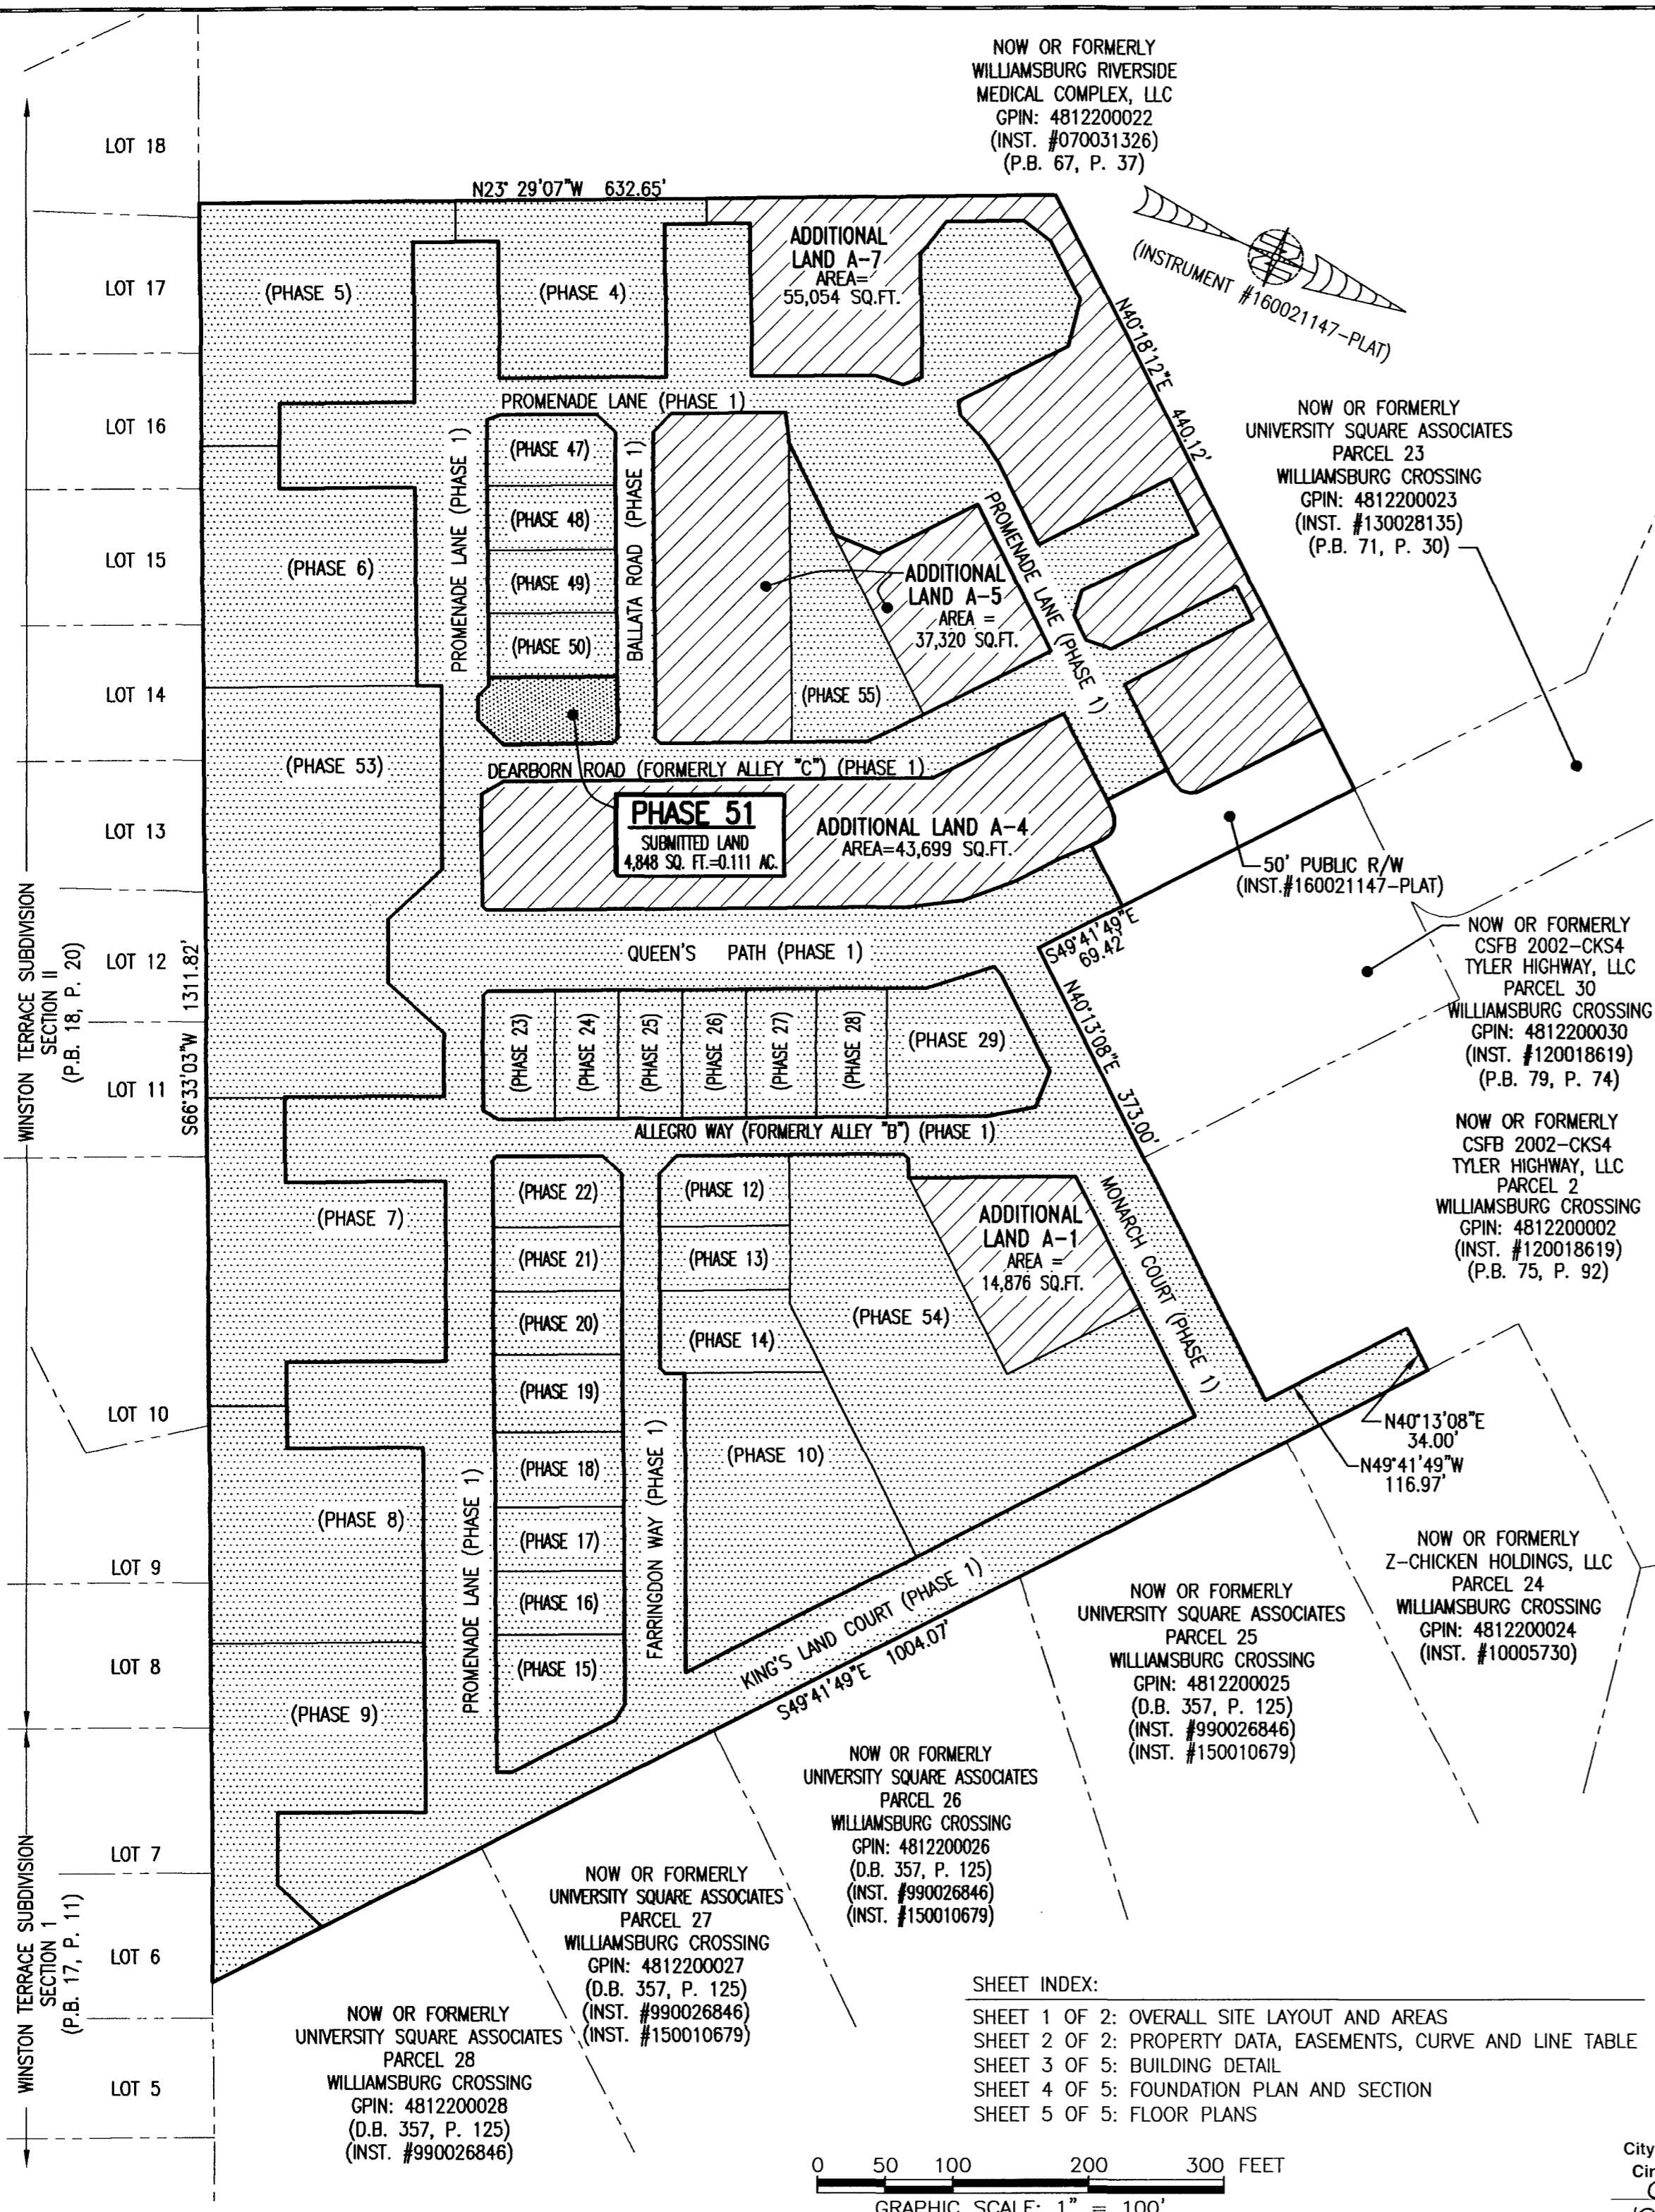 NOW OR FORMERLY
WILLIAMSBURG RIVERSIDE
MEDICAL COMPLEX, LLC
GPIN: 4812200022
(INST. #070031326)
(P.B. 67, P. 37)
(INSTRUMENT #160021147-PLAT)
LOT 18
LOT 17
LOT 16
LOT 15
LOT 14
LOT 13
LOT 12
LOT 11
LOT 10
LOT 9
LOT 8
LOT 7
LOT 6
LOT 5
WINSTON TERRACE SUBDIVISION
SECTION II
(P.B. 18, P. 20)
WINSTON TERRACE SUBDIVISION
SECTION 1
(P.B. 17, P. 11)
S66°33'03"W 1311.82'
N23° 29'07"W 632.65'
N40°18'12"E 440.12'
(PHASE 5)
(PHASE 4)
ADDITIONAL
LAND A-7
AREA=
55,054 SQ.FT.
PROMENADE LANE (PHASE 1)
PROMENADE LANE (PHASE 1)
(PHASE 47)
(PHASE 48)
(PHASE 49)
(PHASE 50)
BALLATA ROAD (PHASE 1)
(PHASE 6)
ADDITIONAL
LAND A-5
AREA =
37,320 SQ.FT.
PROMENADE LANE (PHASE 1)
(PHASE 55)
(PHASE 53)
DEARBORN ROAD (FORMERLY ALLEY "C") (PHASE 1)
PHASE 51
SUBMITTED LAND
4,848 SQ. FT.=0.111 AC.
ADDITIONAL LAND A-4
AREA=43,699 SQ.FT.
NOW OR FORMERLY
UNIVERSITY SQUARE ASSOCIATES
PARCEL 23
WILLIAMSBURG CROSSING
GPIN: 4812200023
(INST. #130028135)
(P.B. 71, P. 30)
50' PUBLIC R/W
(INST.#160021147-PLAT)
QUEEN'S PATH (PHASE 1)
S49°41'49"E
69.42'
N40°13'08"E 373.00'
NOW OR FORMERLY
CSFB 2002-CKS4
TYLER HIGHWAY, LLC
PARCEL 30
WILLIAMSBURG CROSSING
GPIN: 4812200030
(INST. #120018619)
(P.B. 79, P. 74)
(PHASE 23)
(PHASE 24)
(PHASE 25)
(PHASE 26)
(PHASE 27)
(PHASE 28)
(PHASE 29)
ALLEGRO WAY (FORMERLY ALLEY "B") (PHASE 1)
NOW OR FORMERLY
CSFB 2002-CKS4
TYLER HIGHWAY, LLC
PARCEL 2
WILLIAMSBURG CROSSING
GPIN: 4812200002
(INST. #120018619)
(P.B. 75, P. 92)
(PHASE 7)
(PHASE 22)
(PHASE 21)
(PHASE 20)
(PHASE 19)
(PHASE 18)
(PHASE 17)
(PHASE 16)
(PHASE 15)
(PHASE 12)
(PHASE 13)
(PHASE 14)
(PHASE 54)
ADDITIONAL
LAND A-1
AREA =
14,876 SQ.FT.
MONARCH COURT (PHASE 1)
(PHASE 10)
(PHASE 8)
(PHASE 9)
PROMENADE LANE (PHASE 1)
FARRINGDON WAY (PHASE 1)
KING'S LAND COURT (PHASE 1)
S49°41'49"E 1004.07'
N40°13'08"E
34.00'
N49°41'49"W
116.97'
NOW OR FORMERLY
Z-CHICKEN HOLDINGS, LLC
PARCEL 24
WILLIAMSBURG CROSSING
GPIN: 4812200024
(INST. #10005730)
NOW OR FORMERLY
UNIVERSITY SQUARE ASSOCIATES
PARCEL 25
WILLIAMSBURG CROSSING
GPIN: 4812200025
(D.B. 357, P. 125)
(INST. #990026846)
(INST. #150010679)
NOW OR FORMERLY
UNIVERSITY SQUARE ASSOCIATES
PARCEL 26
WILLIAMSBURG CROSSING
GPIN: 4812200026
(D.B. 357, P. 125)
(INST. #990026846)
(INST. #150010679)
NOW OR FORMERLY
UNIVERSITY SQUARE ASSOCIATES
PARCEL 27
WILLIAMSBURG CROSSING
GPIN: 4812200027
(D.B. 357, P. 125)
(INST. #990026846)
(INST. #150010679)
NOW OR FORMERLY
UNIVERSITY SQUARE ASSOCIATES
PARCEL 28
WILLIAMSBURG CROSSING
GPIN: 4812200028
(D.B. 357, P. 125)
(INST. #990026846)
SHEET INDEX:
SHEET 1 OF 2: OVERALL SITE LAYOUT AND AREAS
SHEET 2 OF 2: PROPERTY DATA, EASEMENTS, CURVE AND LINE TABLE
SHEET 3 OF 5: BUILDING DETAIL
SHEET 4 OF 5: FOUNDATION PLAN AND SECTION
SHEET 5 OF 5: FLOOR PLANS
0 50 100 200 300 FEET
GRAPHIC SCALE: 1" = 100'
City